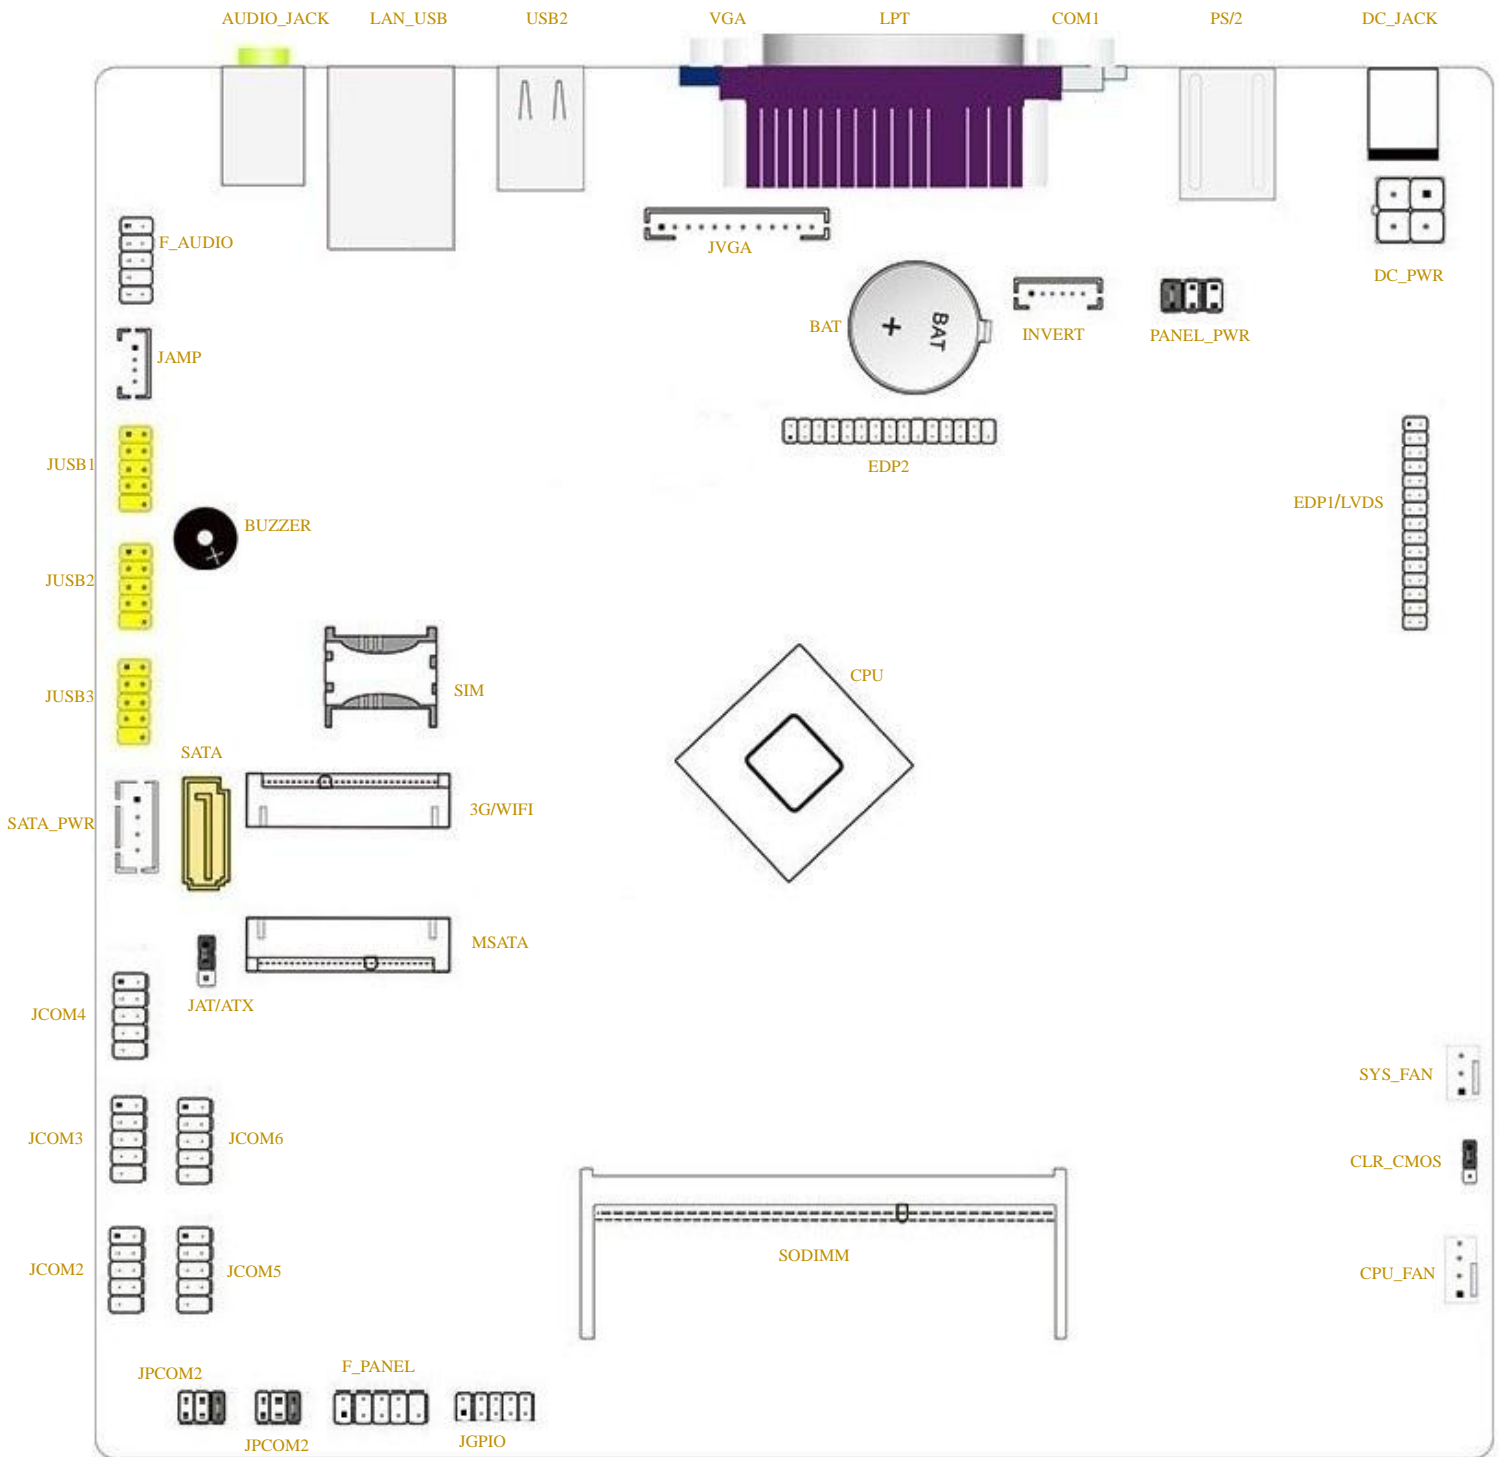 AUDIO_JACK LAN_USB USB2 VGA LPT COM1 PS/2 DC_JACK
F_AUDIO
JVGA
DC_PWR
BAT
BAT
INVERT
PANEL_PWR
JAMP
JUSB1
EDP2
EDP1/LVDS
BUZZER
JUSB2
CPU
SIM
JUSB3
SATA
3G/WIFI
SATA_PWR
MSATA
JAT/ATX
JCOM4
SYS_FAN
JCOM3
JCOM6
CLR_CMOS
SODIMM
JCOM2
JCOM5
CPU_FAN
F_PANEL
JPCOM2
JGPIO
JPCOM2